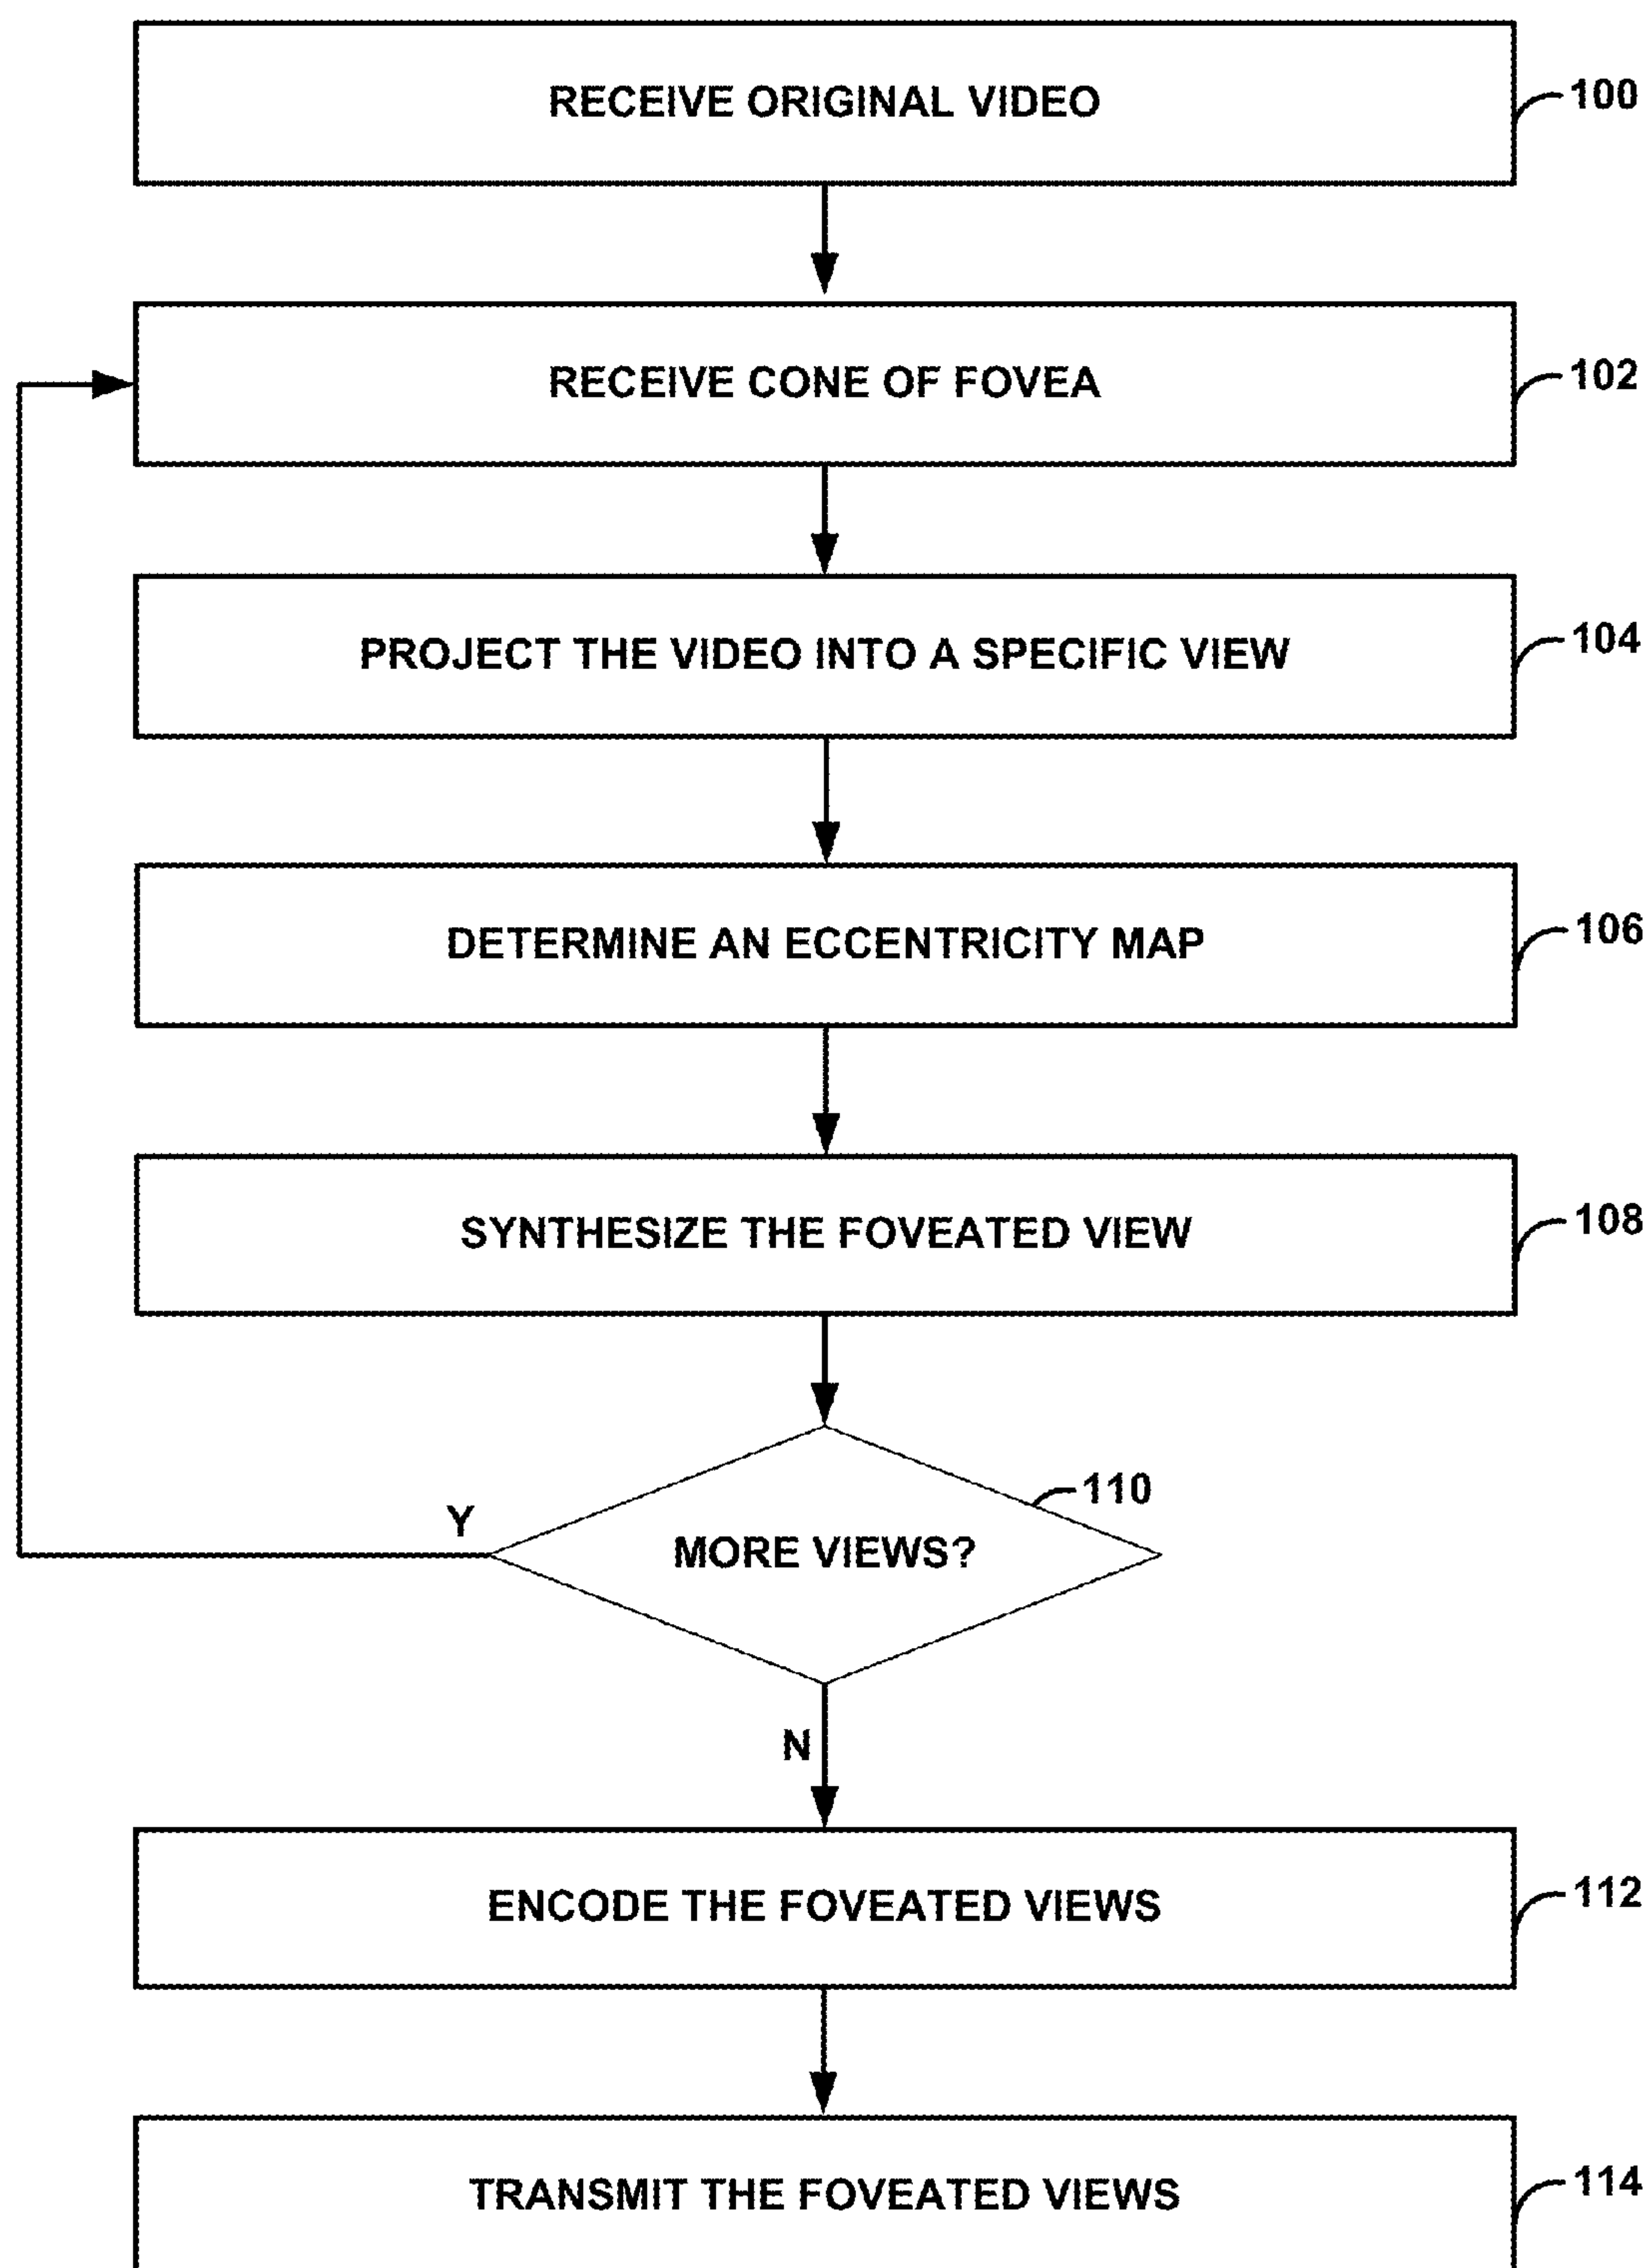 RECEIVE ORIGINAL VIDEO
100
RECEIVE CONE OF FOVEA
102
PROJECT THE VIDEO INTO A SPECIFIC VIEW
104
DETERMINE AN ECCENTRICITY MAP
106
SYNTHESIZE THE FOVEATED VIEW
108
110
Y
MORE VIEWS?
N
ENCODE THE FOVEATED VIEWS
112
TRANSMIT THE FOVEATED VIEWS
114